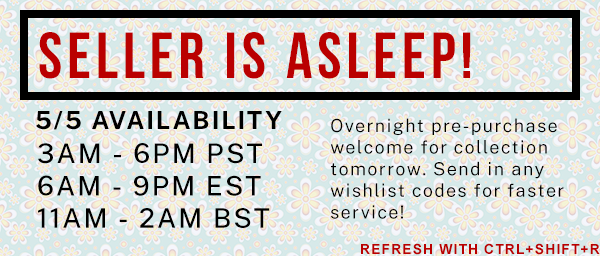 SELLER IS ASLEEP!
5/5 AVAILABILITY
3AM - 6PM PST
6AM - 9PM EST
11AM - 2AM BST
Overnight pre-purchase
welcome for collection
tomorrow. Send in any
wishlist codes for faster
service!
REFRESH WITH CTRL+SHIFT+R